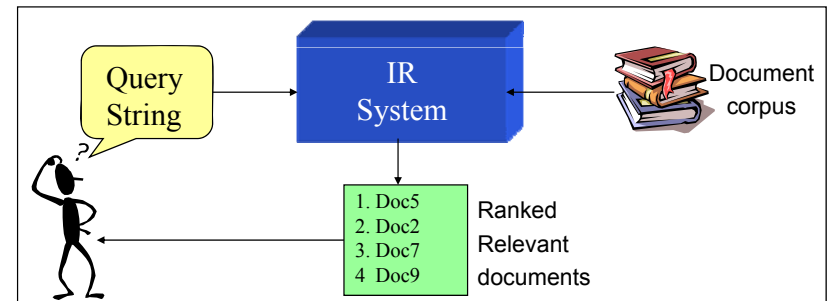 Query
String
IR
System
Document
corpus
?
1. Doc5
2. Doc2
3. Doc7
4 Doc9
Ranked
Relevant
documents